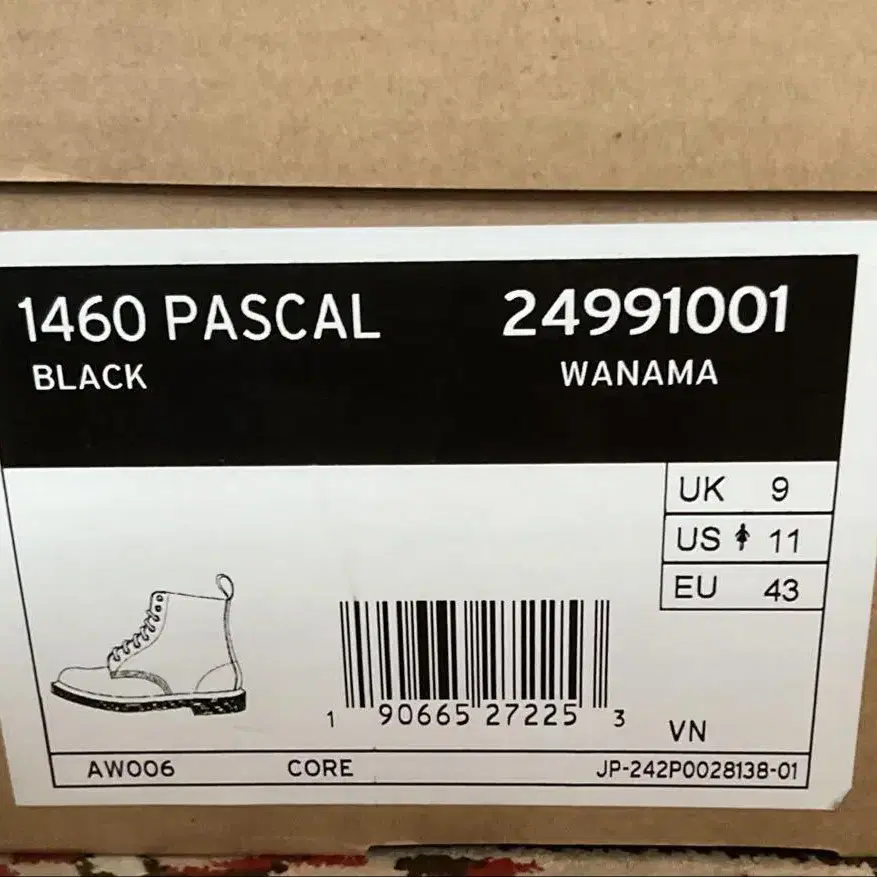 1460 PASCAL 24991001
BLACK WANAMA
UK 9
US 11
EU 43
1 90665 27225 3
VN
AW006 CORE JP-242P0028138-01